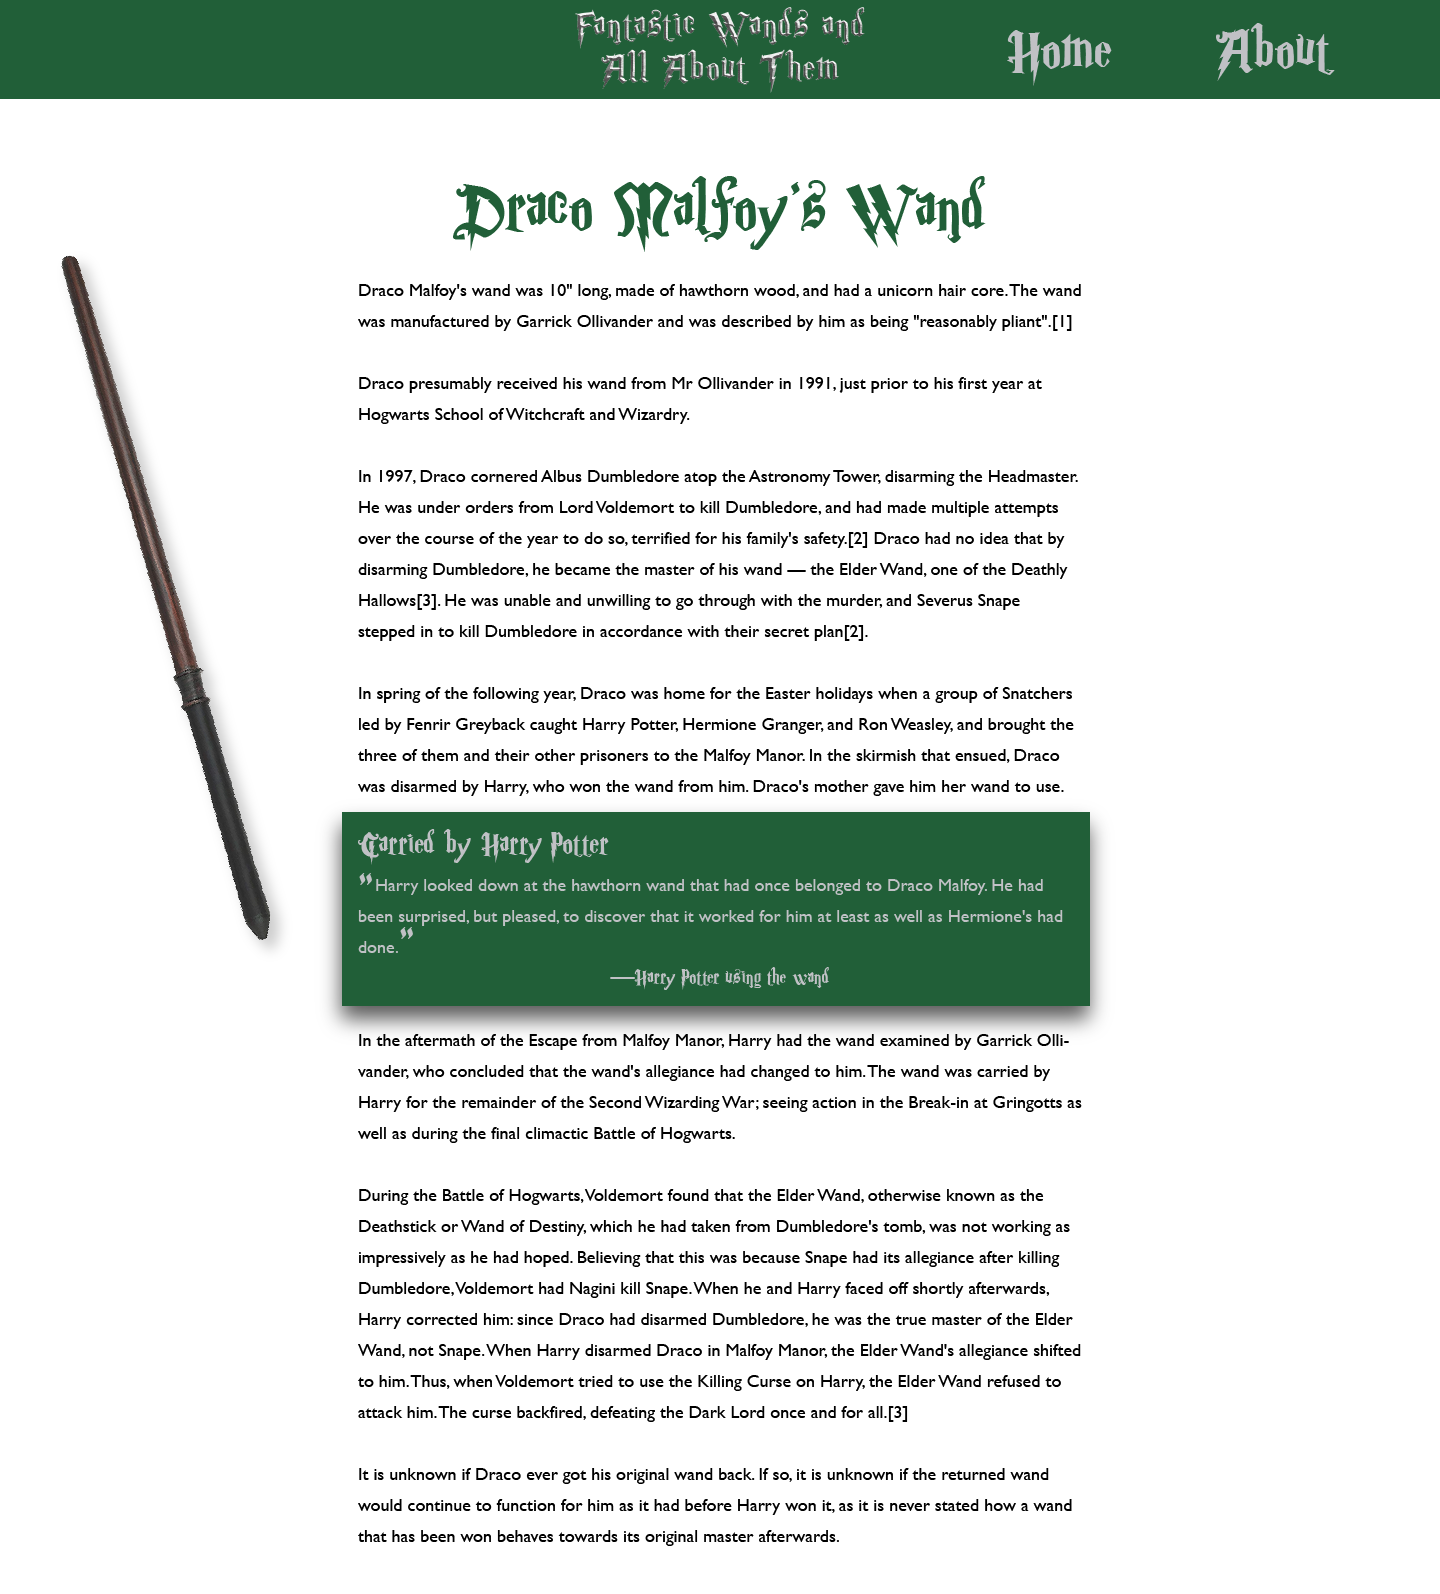 Fantastic Wands and
All About Them
Home
About
Draco Malfoy's Wand
Draco Malfoy's wand was 10" long, made of hawthorn wood, and had a unicorn hair core. The wand
was manufactured by Garrick Ollivander and was described by him as being "reasonably pliant".[1]
Draco presumably received his wand from Mr Ollivander in 1991, just prior to his first year at
Hogwarts School of Witchcraft and Wizardry.
In 1997, Draco cornered Albus Dumbledore atop the Astronomy Tower, disarming the Headmaster.
He was under orders from Lord Voldemort to kill Dumbledore, and had made multiple attempts
over the course of the year to do so, terrified for his family's safety.[2] Draco had no idea that by
disarming Dumbledore, he became the master of his wand — the Elder Wand, one of the Deathly
Hallows[3]. He was unable and unwilling to go through with the murder, and Severus Snape
stepped in to kill Dumbledore in accordance with their secret plan[2].
In spring of the following year, Draco was home for the Easter holidays when a group of Snatchers
led by Fenrir Greyback caught Harry Potter, Hermione Granger, and Ron Weasley, and brought the
three of them and their other prisoners to the Malfoy Manor. In the skirmish that ensued, Draco
was disarmed by Harry, who won the wand from him. Draco's mother gave him her wand to use.
Carried by Harry Potter
"Harry looked down at the hawthorn wand that had once belonged to Draco Malfoy. He had
been surprised, but pleased, to discover that it worked for him at least as well as Hermione's had
done."
—Harry Potter using the wand
In the aftermath of the Escape from Malfoy Manor, Harry had the wand examined by Garrick Olli-
vander, who concluded that the wand's allegiance had changed to him. The wand was carried by
Harry for the remainder of the Second Wizarding War; seeing action in the Break-in at Gringotts as
well as during the final climactic Battle of Hogwarts.
During the Battle of Hogwarts, Voldemort found that the Elder Wand, otherwise known as the
Deathstick or Wand of Destiny, which he had taken from Dumbledore's tomb, was not working as
impressively as he had hoped. Believing that this was because Snape had its allegiance after killing
Dumbledore, Voldemort had Nagini kill Snape. When he and Harry faced off shortly afterwards,
Harry corrected him: since Draco had disarmed Dumbledore, he was the true master of the Elder
Wand, not Snape. When Harry disarmed Draco in Malfoy Manor, the Elder Wand's allegiance shifted
to him. Thus, when Voldemort tried to use the Killing Curse on Harry, the Elder Wand refused to
attack him. The curse backfired, defeating the Dark Lord once and for all.[3]
It is unknown if Draco ever got his original wand back. If so, it is unknown if the returned wand
would continue to function for him as it had before Harry won it, as it is never stated how a wand
that has been won behaves towards its original master afterwards.